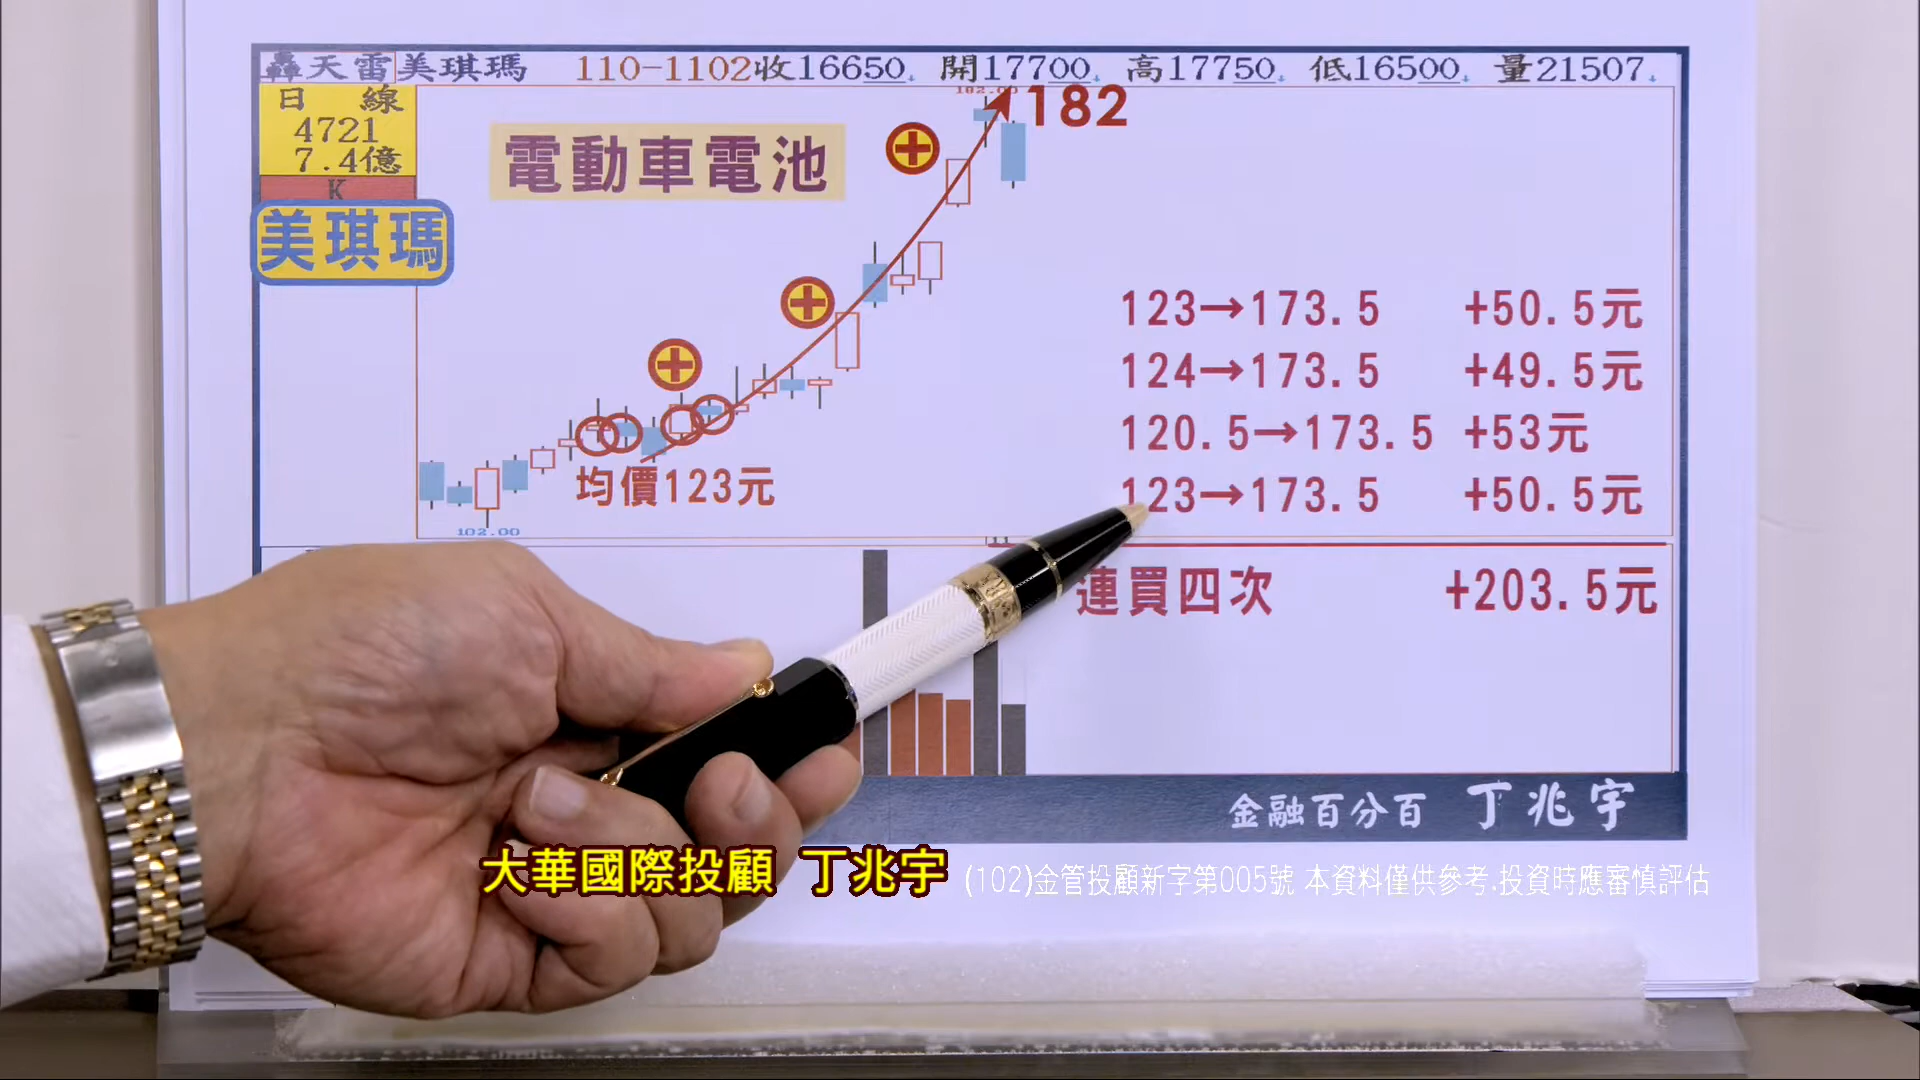 轟天雷美琪瑪 110-1102收16650 開17700 高17750 低16500 量21507
日 線
4721
7.4億
K
美琪瑪
電動車電池
182.00
182
123→173.5 +50.5元
124→173.5 +49.5元
120.5→173.5 +53元
123→173.5 +50.5元
均價123元
102.00
連買四次 +203.5元
金融百分百 丁兆宇
大華國際投顧 丁兆宇 (102)金管投顧新字第005號 本資料僅供參考.投資時應審慎評估